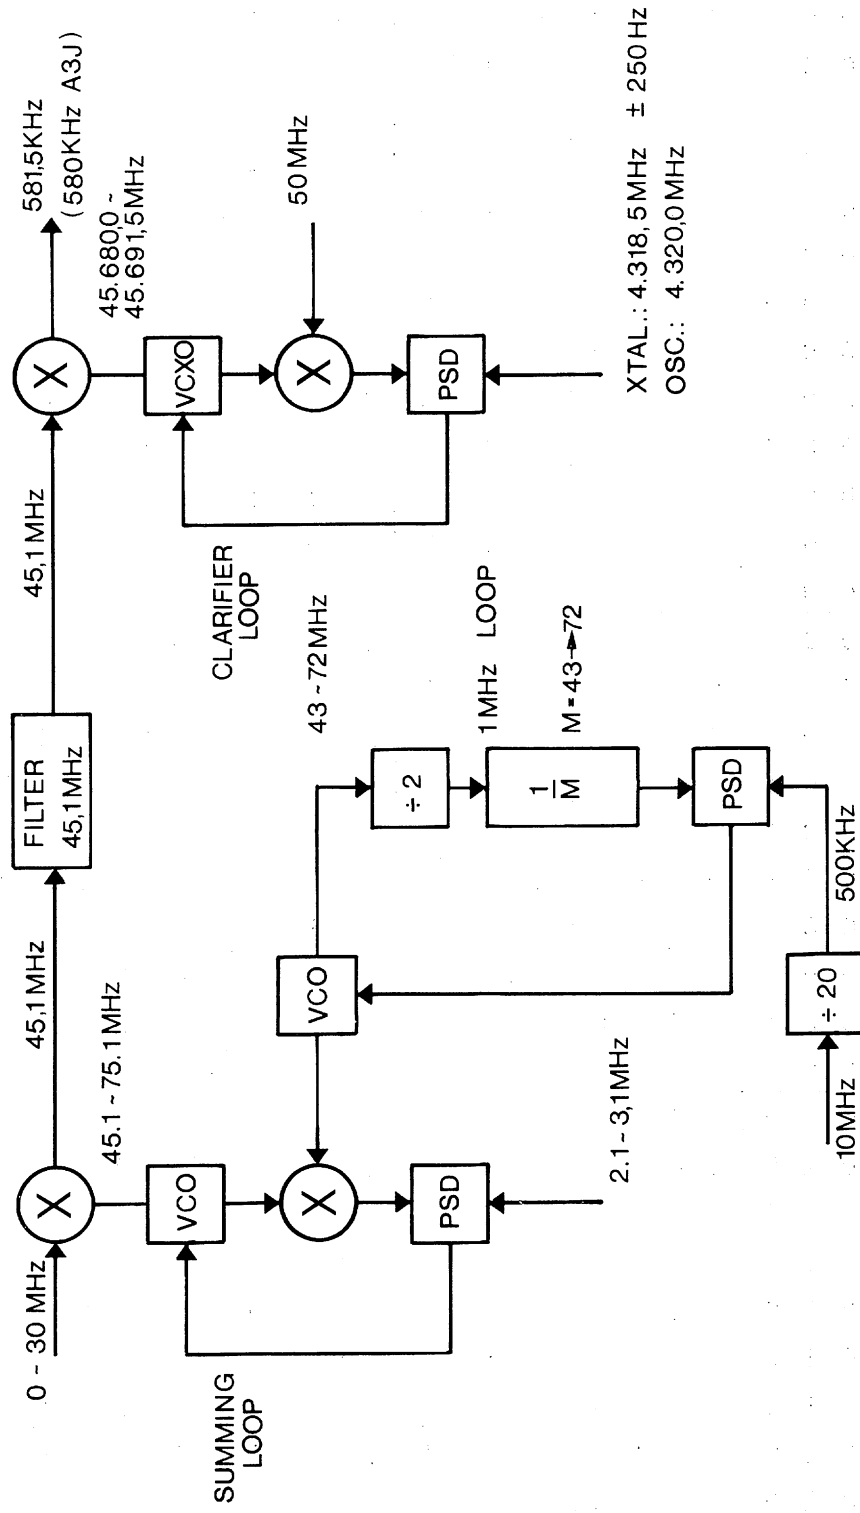 0 ~ 30 MHz
X
45,1MHz
FILTER
45,1MHz
45,1MHz
X
581,5KHz
(580KHz A3J)
45.1 ~ 75.1MHz
45.680,0 ~
45.691,5MHz
SUMMING
LOOP
VCO
X
PSD
2.1 ~ 3,1MHz
VCO
43 ~ 72MHz
÷ 2
1MHz LOOP
1
M
M = 43→72
PSD
500KHz
÷ 20
10MHz
CLARIFIER
LOOP
VCXO
X
50MHz
PSD
XTAL.: 4.318,5MHz ± 250Hz
OSC.: 4.320,0MHz